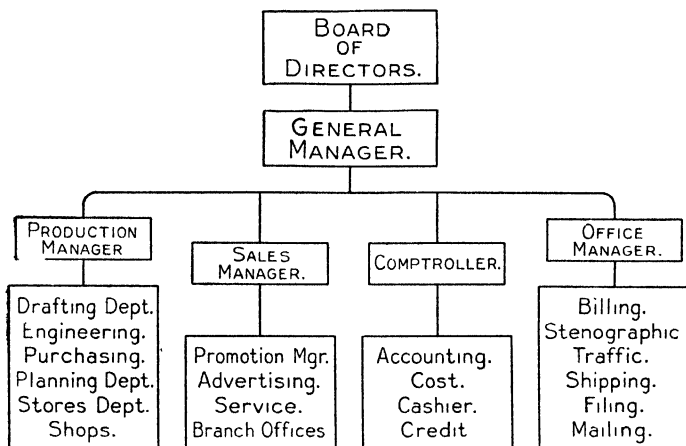 BOARD
OF
DIRECTORS.
GENERAL
MANAGER.
PRODUCTION
MANAGER
SALES
MANAGER.
COMPTROLLER.
OFFICE
MANAGER.
Drafting Dept.
Engineering.
Purchasing.
Planning Dept.
Stores Dept.
Shops.
Promotion Mgr.
Advertising.
Service.
Branch Offices
Accounting.
Cost.
Cashier.
Credit
Billing.
Stenographic
Traffic.
Shipping.
Filing.
Mailing.